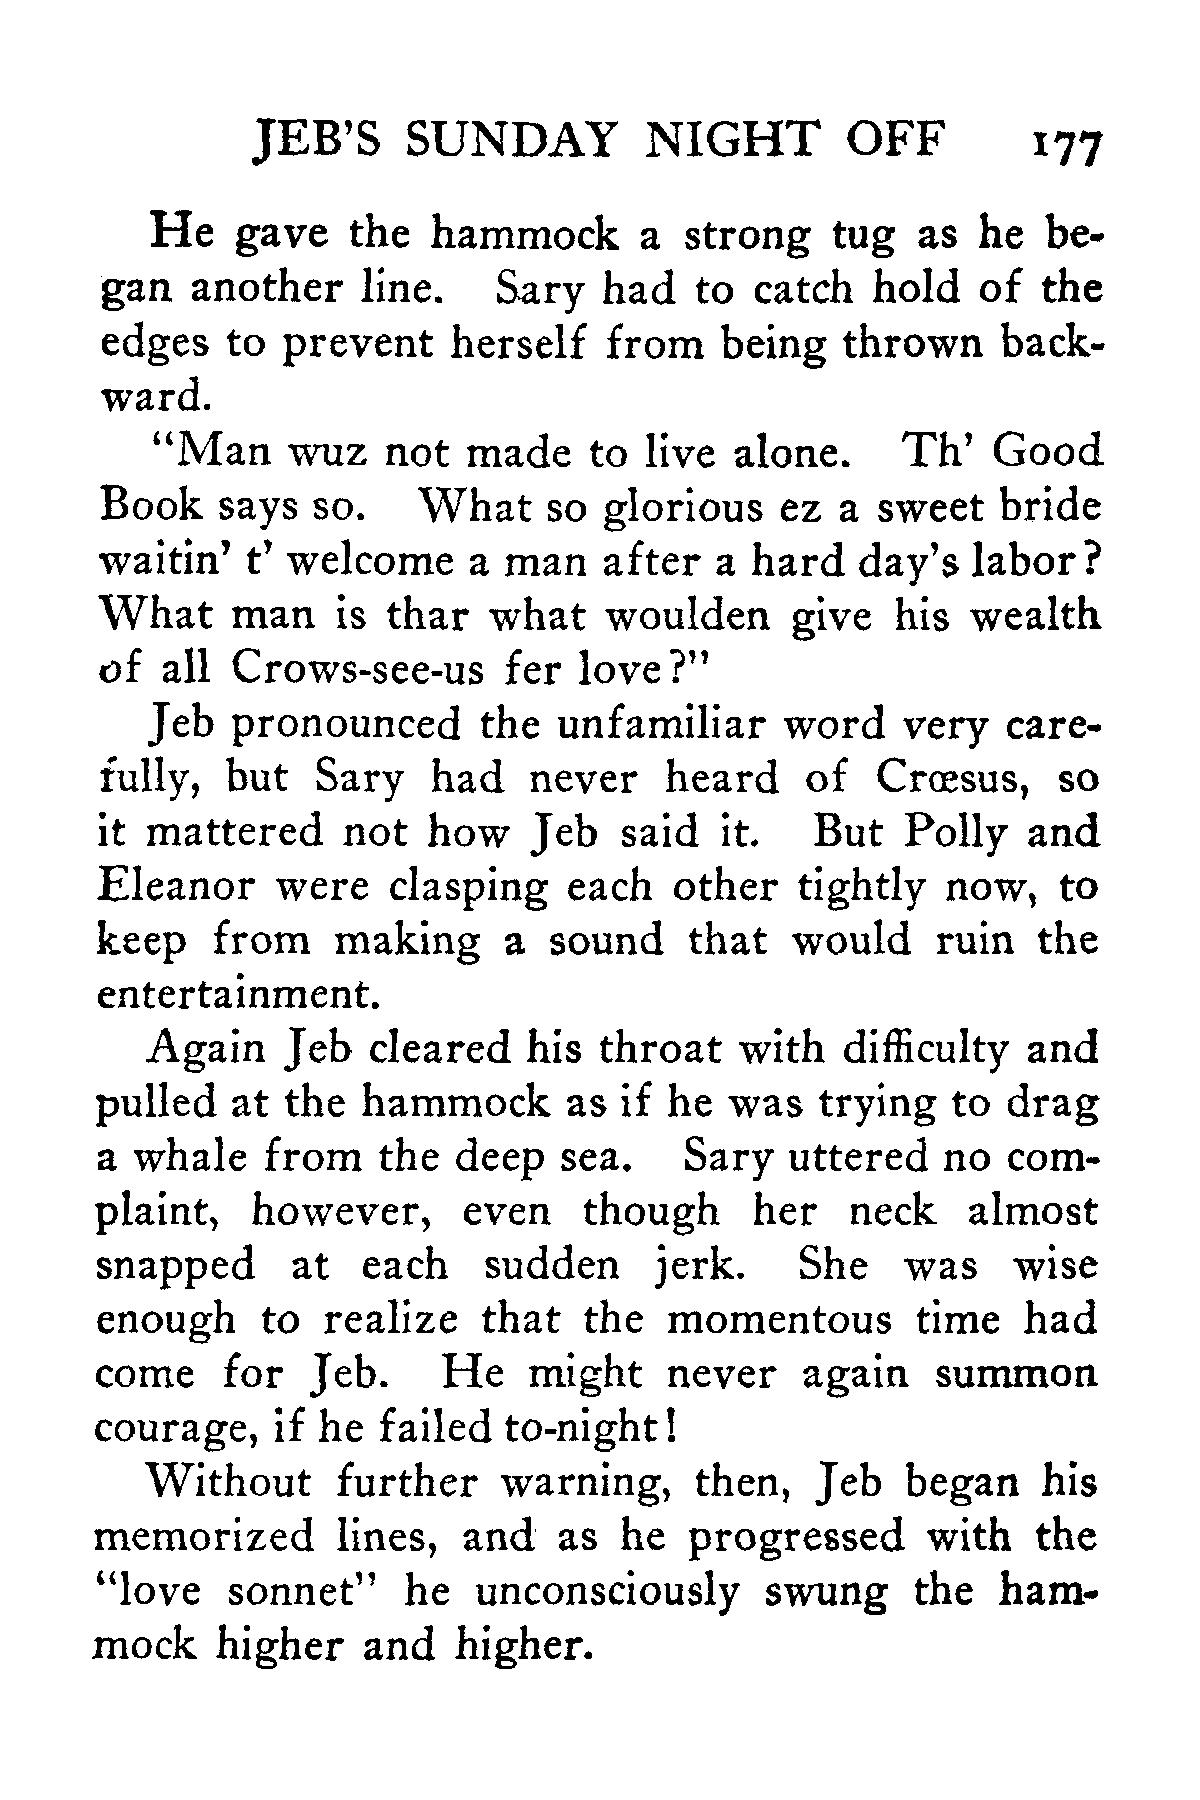 JEB'S SUNDAY NIGHT OFF 177
He gave the hammock a strong tug as he be-
gan another line. Sary had to catch hold of the
edges to prevent herself from being thrown back-
ward.
"Man wuz not made to live alone. Th' Good
Book says so. What so glorious ez a sweet bride
waitin' t' welcome a man after a hard day's labor?
What man is thar what woulden give his wealth
of all Crows-see-us fer love?"
Jeb pronounced the unfamiliar word very care-
fully, but Sary had never heard of Crœsus, so
it mattered not how Jeb said it. But Polly and
Eleanor were clasping each other tightly now, to
keep from making a sound that would ruin the
entertainment.
Again Jeb cleared his throat with difficulty and
pulled at the hammock as if he was trying to drag
a whale from the deep sea. Sary uttered no com-
plaint, however, even though her neck almost
snapped at each sudden jerk. She was wise
enough to realize that the momentous time had
come for Jeb. He might never again summon
courage, if he failed to-night!
Without further warning, then, Jeb began his
memorized lines, and as he progressed with the
"love sonnet" he unconsciously swung the ham-
mock higher and higher.